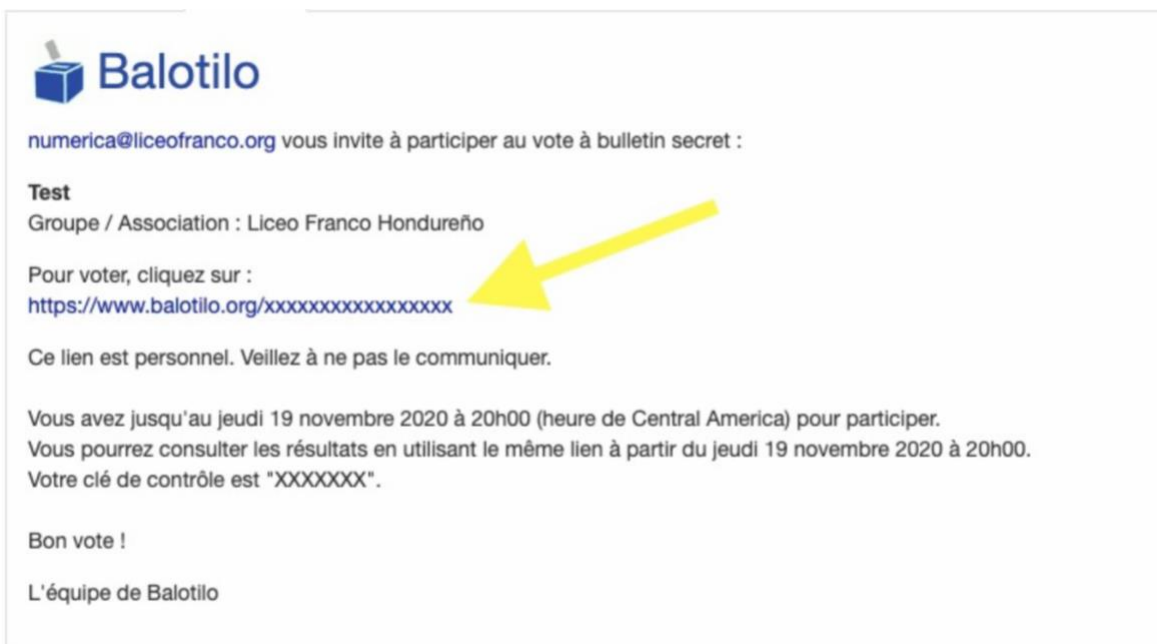 Balotilo
numerica@liceofranco.org vous invite à participer au vote à bulletin secret :
Test
Groupe / Association : Liceo Franco Hondureño
Pour voter, cliquez sur :
https://www.balotilo.org/xxxxxxxxxxxxxxxxx
Ce lien est personnel. Veillez à ne pas le communiquer.
Vous avez jusqu'au jeudi 19 novembre 2020 à 20h00 (heure de Central America) pour participer.
Vous pourrez consulter les résultats en utilisant le même lien à partir du jeudi 19 novembre 2020 à 20h00.
Votre clé de contrôle est "XXXXXXX".
Bon vote !
L'équipe de Balotilo